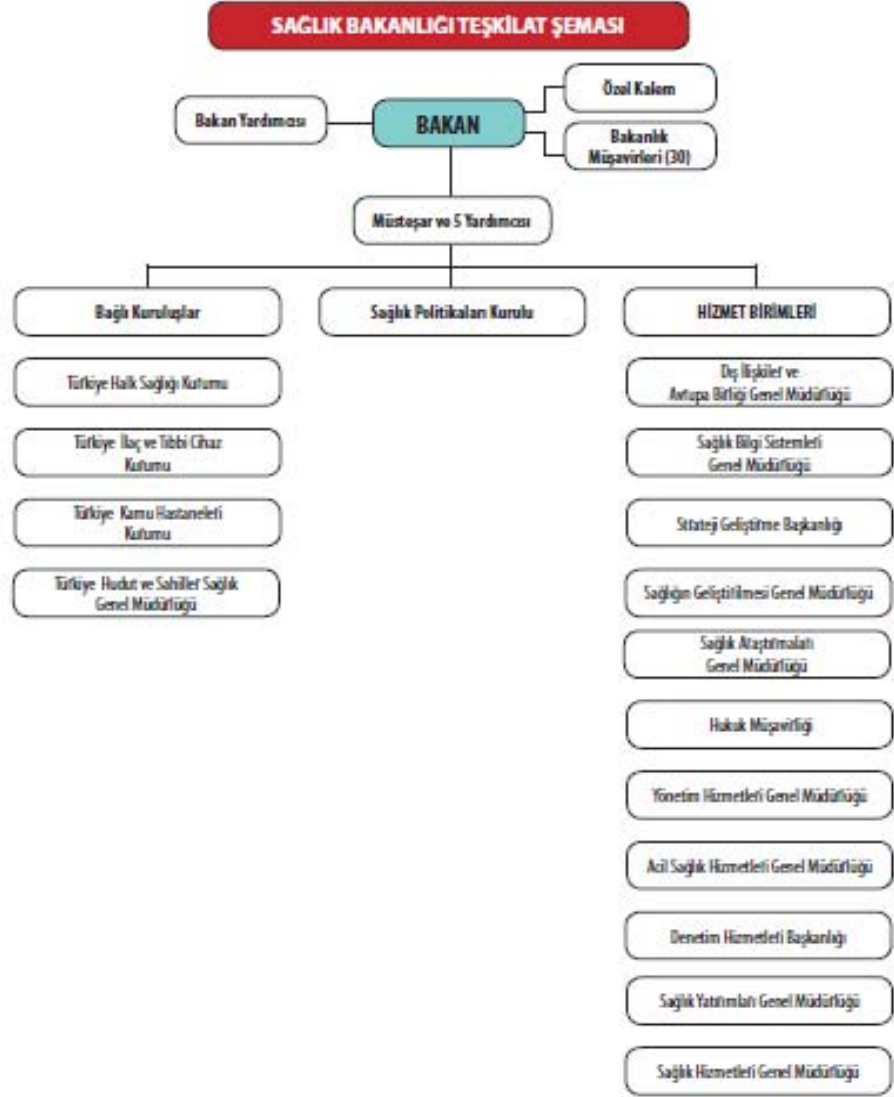 SAĞLIK BAKANLIĞI TEŞKİLAT ŞEMASI
Bakan Yardımcısı
BAKAN
Özel Kalem
Bakanlık
Müşavirleri (30)
Müsteşar ve 5 Yardımcısı
Bağlı Kuruluşlar
Sağlık Politikaları Kurulu
HİZMET BİRİMLERİ
Türkiye Halk Sağlığı Kurumu
Türkiye İlaç ve Tıbbi Cihaz
Kurumu
Türkiye Kamu Hastaneleri
Kurumu
Türkiye Hudut ve Sahiller Sağlık
Genel Müdürlüğü
Dış İlişkiler ve
Avrupa Birliği Genel Müdürlüğü
Sağlık Bilgi Sistemleri
Genel Müdürlüğü
Strateji Geliştirme Başkanlığı
Sağlığın Geliştirilmesi Genel Müdürlüğü
Sağlık Araştırmaları
Genel Müdürlüğü
Hukuk Müşavirliği
Yönetim Hizmetleri Genel Müdürlüğü
Acil Sağlık Hizmetleri Genel Müdürlüğü
Denetim Hizmetleri Başkanlığı
Sağlık Yatırımları Genel Müdürlüğü
Sağlık Hizmetleri Genel Müdürlüğü